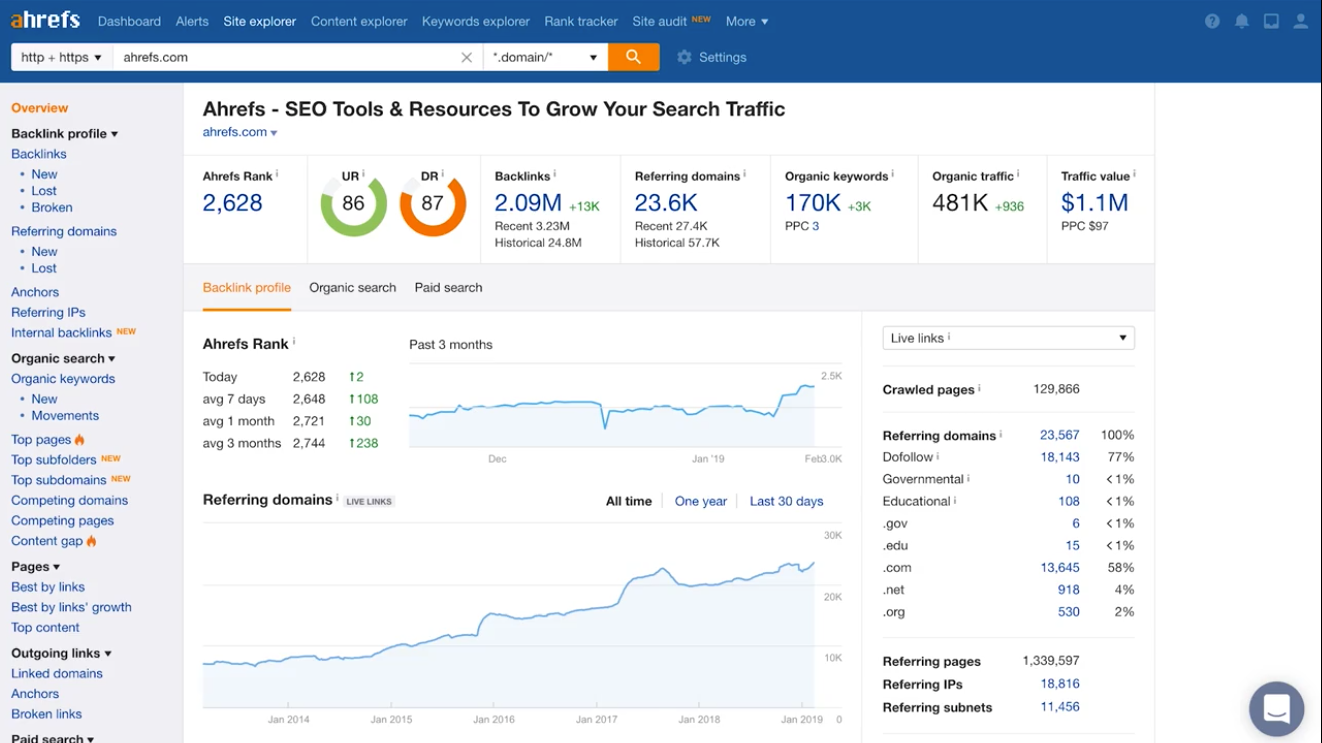 ahrefs Dashboard Alerts Site explorer Content explorer Keywords explorer Rank tracker Site audit NEW More
http + https ahrefs.com *.domain/* Settings
Overview
Backlink profile
Backlinks
• New
• Lost
• Broken
Referring domains
• New
• Lost
Anchors
Referring IPs
Internal backlinks NEW
Organic search
Organic keywords
• New
• Movements
Top pages
Top subfolders NEW
Top subdomains NEW
Competing domains
Competing pages
Content gap
Pages
Best by links
Best by links' growth
Top content
Outgoing links
Linked domains
Anchors
Broken links
Paid search
Ahrefs - SEO Tools & Resources To Grow Your Search Traffic
ahrefs.com
Ahrefs Rank i
2,628
UR i
86
DR i
87
Backlinks i
2.09M +13K
Recent 3.23M
Historical 24.8M
Referring domains i
23.6K
Recent 27.4K
Historical 57.7K
Organic keywords i
170K +3K
PPC 3
Organic traffic i
481K +936
Traffic value i
$1.1M
PPC $97
Backlink profile Organic search Paid search
Ahrefs Rank i
Today 2,628 ↑2
avg 7 days 2,648 ↑108
avg 1 month 2,721 ↑30
avg 3 months 2,744 ↑238
Past 3 months
2.5K
Dec Jan '19 Feb3.0K
Referring domains i LIVE LINKS All time One year Last 30 days
30K
20K
10K
Jan 2014 Jan 2015 Jan 2016 Jan 2017 Jan 2018 Jan 2019 0
Live links i
Crawled pages i 129,866
Referring domains i 23,567 100%
Dofollow i 18,143 77%
Governmental i 10 <1%
Educational i 108 <1%
.gov 6 <1%
.edu 15 <1%
.com 13,645 58%
.net 918 4%
.org 530 2%
Referring pages 1,339,597
Referring IPs 18,816
Referring subnets 11,456